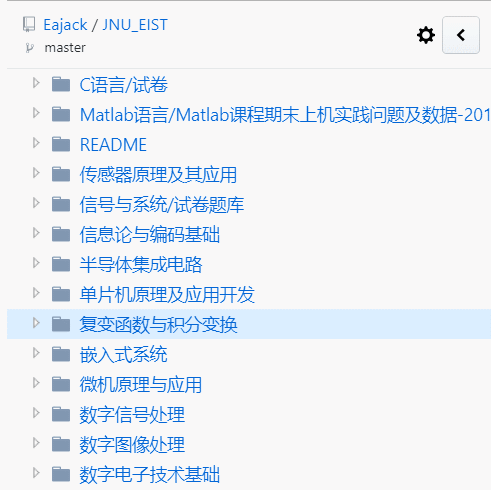 Eajack / JNU_EIST
master
C语言/试卷
Matlab语言/Matlab课程期末上机实践问题及数据-201
README
传感器原理及其应用
信号与系统/试卷题库
信息论与编码基础
半导体集成电路
单片机原理及应用开发
复变函数与积分变换
嵌入式系统
微机原理与应用
数字信号处理
数字图像处理
数字电子技术基础